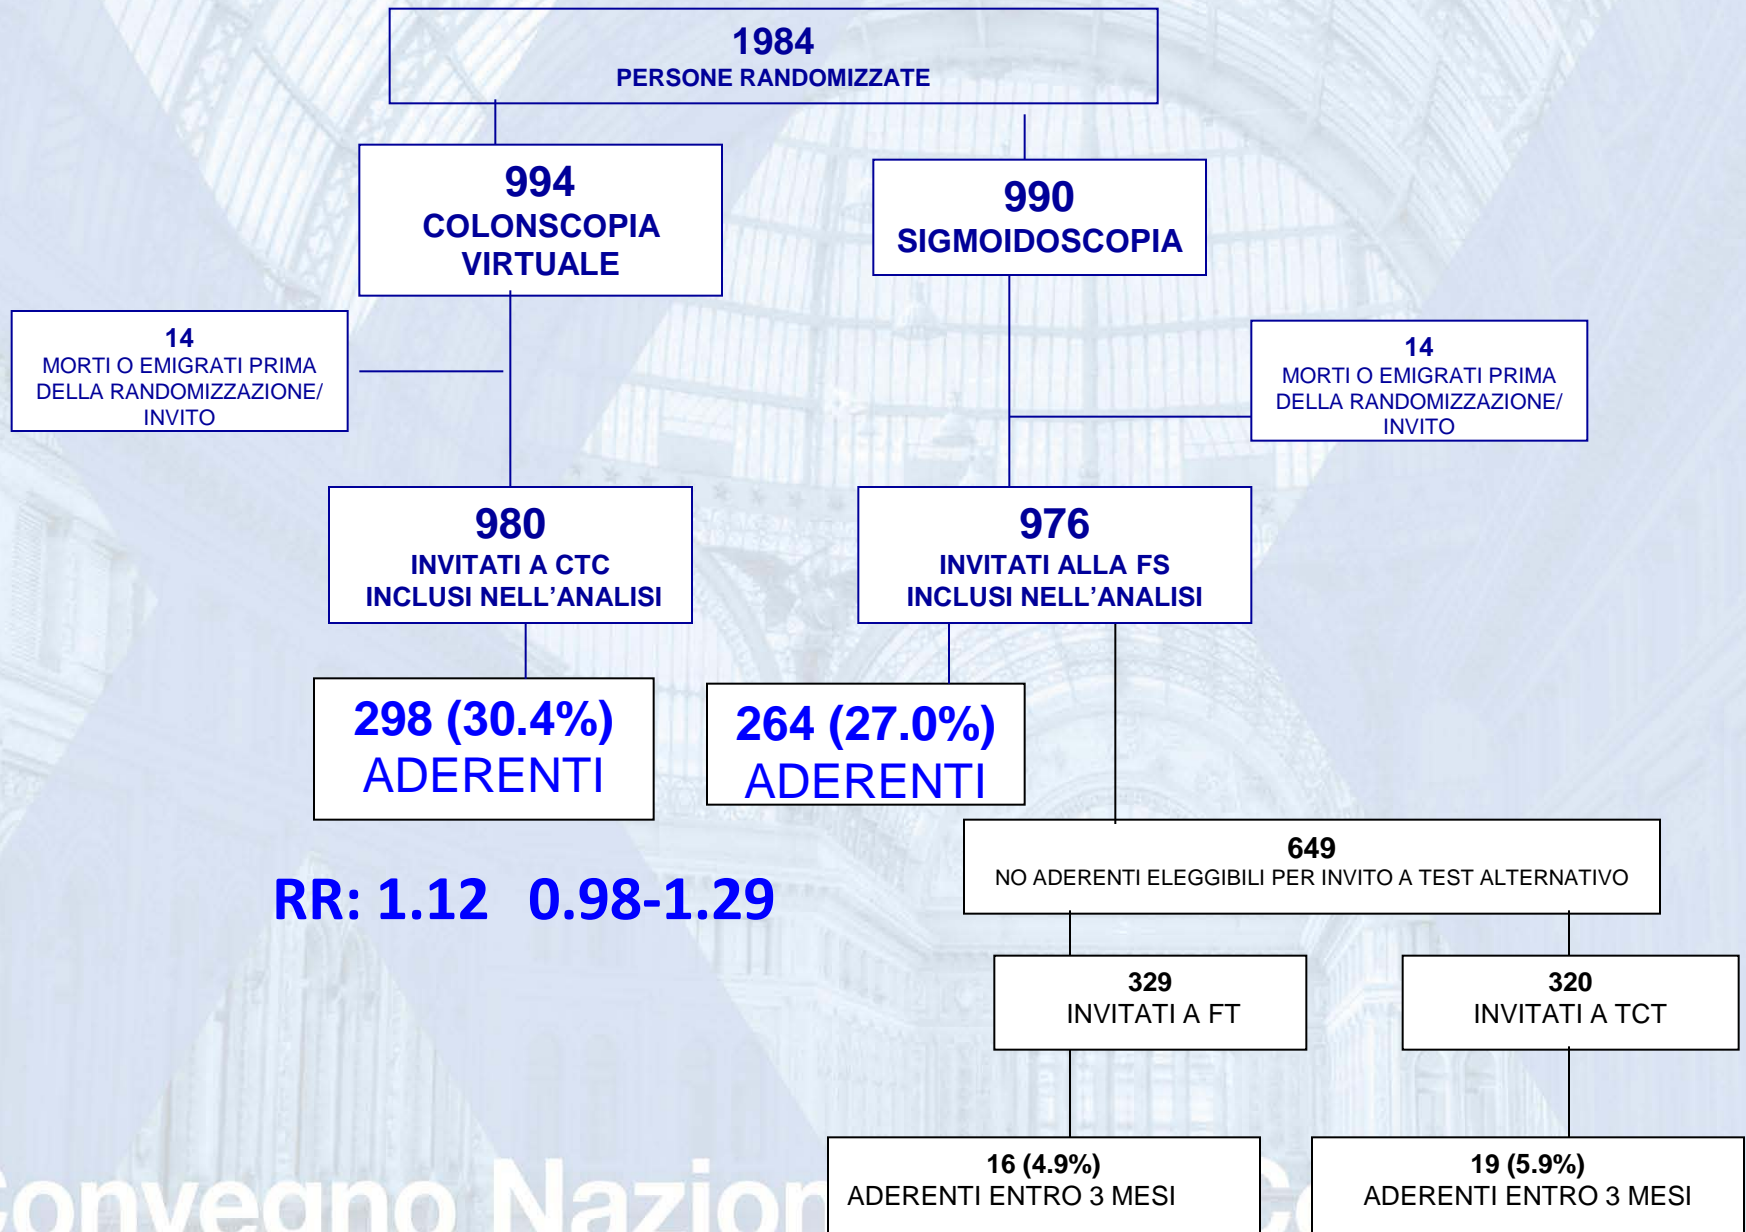 1984
PERSONE RANDOMIZZATE
994
COLONSCOPIA
VIRTUALE
990
SIGMOIDOSCOPIA
14
MORTI O EMIGRATI PRIMA
DELLA RANDOMIZZAZIONE/
INVITO
14
MORTI O EMIGRATI PRIMA
DELLA RANDOMIZZAZIONE/
INVITO
980
INVITATI A CTC
INCLUSI NELL’ANALISI
976
INVITATI ALLA FS
INCLUSI NELL’ANALISI
298 (30.4%)
ADERENTI
264 (27.0%)
ADERENTI
RR: 1.12 0.98-1.29
649
NO ADERENTI ELEGGIBILI PER INVITO A TEST ALTERNATIVO
329
INVITATI A FT
320
INVITATI A TCT
16 (4.9%)
ADERENTI ENTRO 3 MESI
19 (5.9%)
ADERENTI ENTRO 3 MESI
Convegno Nazion